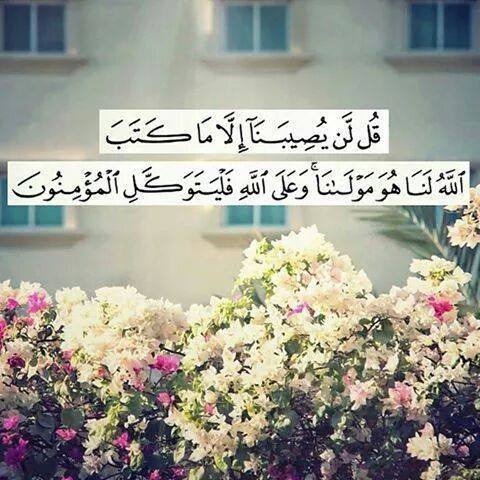 قُل لَّن يُصِيبَنَآ إِلَّا مَا كَتَبَ
ٱللَّهُ لَنَا هُوَ مَوْلَىٰنَا ۚ وَعَلَى ٱللَّهِ فَلْيَتَوَكَّلِ ٱلْمُؤْمِنُونَ